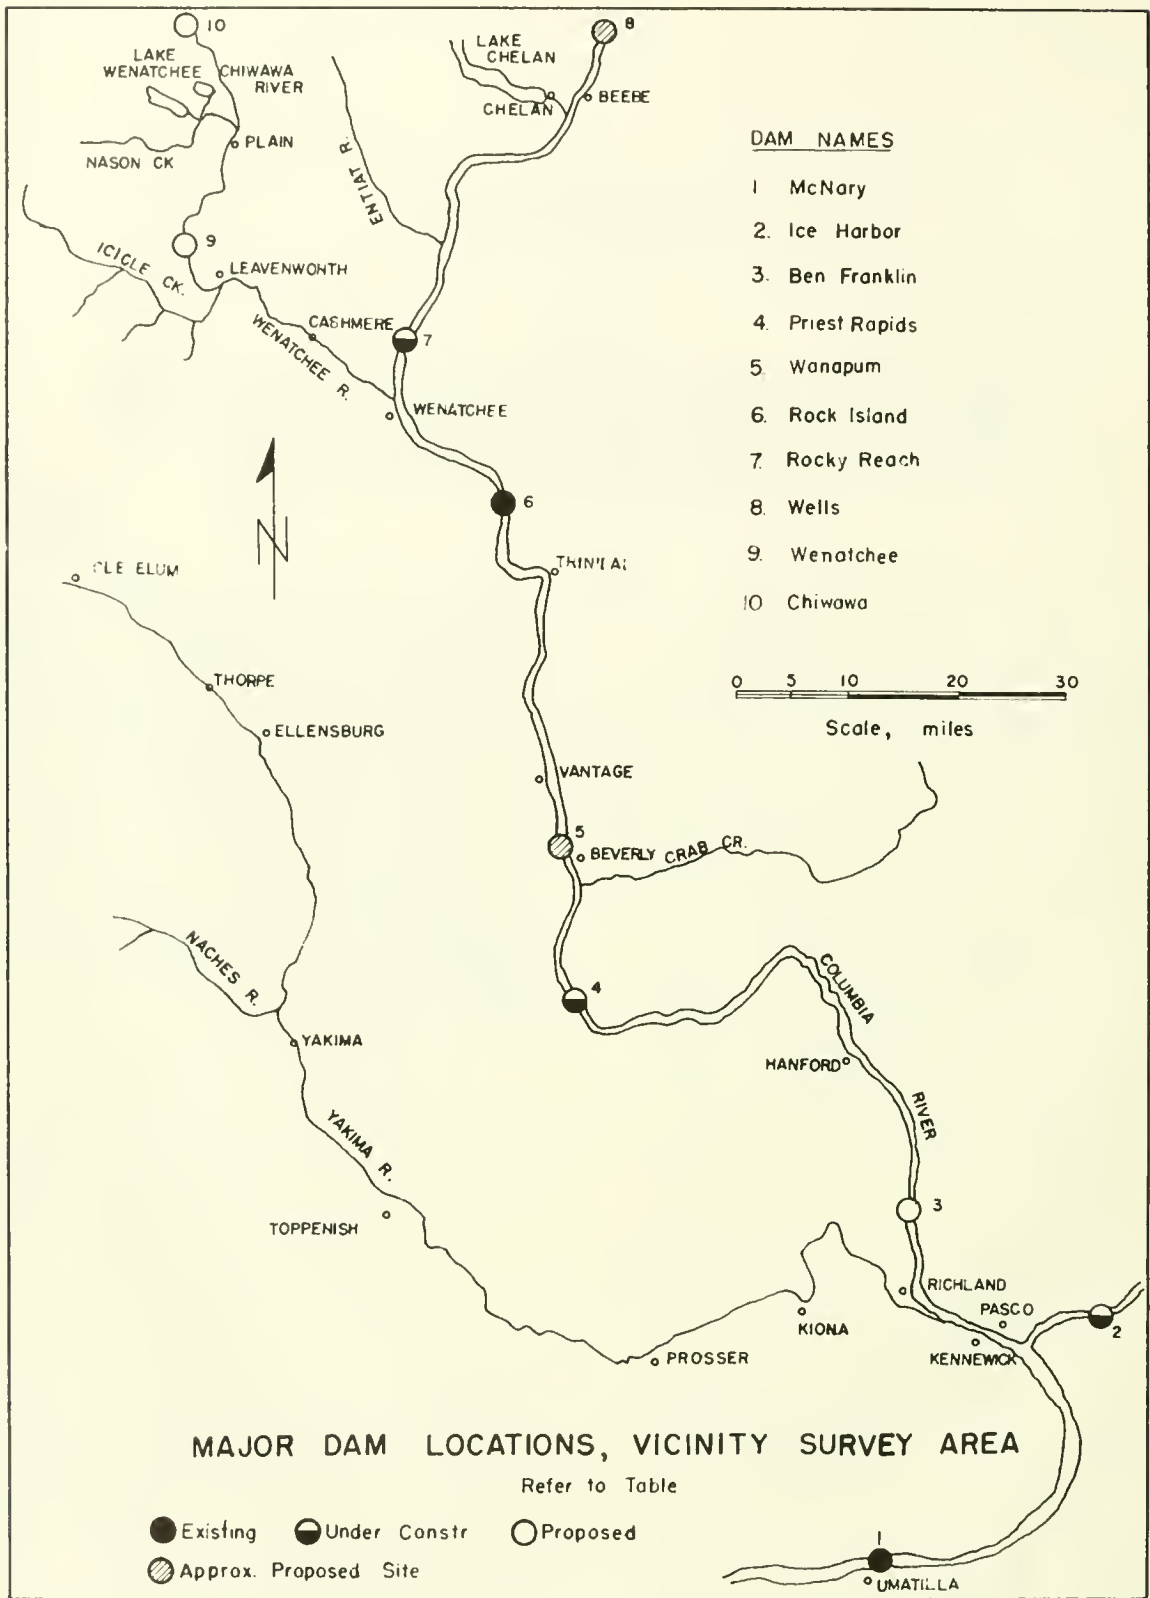 10
8
LAKE
CHELAN
LAKE
WENATCHEE
CHIWAWA
RIVER
CHELAN
BEEBE
PLAIN
NASON CK
ENTIAT R.
DAM NAMES
1 McNary
2. Ice Harbor
3. Ben Franklin
4. Priest Rapids
5. Wanapum
6. Rock Island
7. Rocky Reach
8. Wells
9. Wenatchee
10 Chiwawa
9
ICICLE CK.
LEAVENWORTH
WENATCHEE R.
CASHMERE
7
WENATCHEE
6
N
CLE ELUM
THORPE
ELLENSBURG
0 5 10 20 30
Scale, miles
VANTAGE
5
BEVERLY
CRAB CR.
NACHES R.
4
COLUMBIA
RIVER
YAKIMA
HANFORD
YAKIMA R.
3
TOPPENISH
RICHLAND
PASCO
KIONA
2
KENNEWICK
PROSSER
MAJOR DAM LOCATIONS, VICINITY SURVEY AREA
Refer to Table
Existing Under Constr Proposed
Approx. Proposed Site
1
UMATILLA